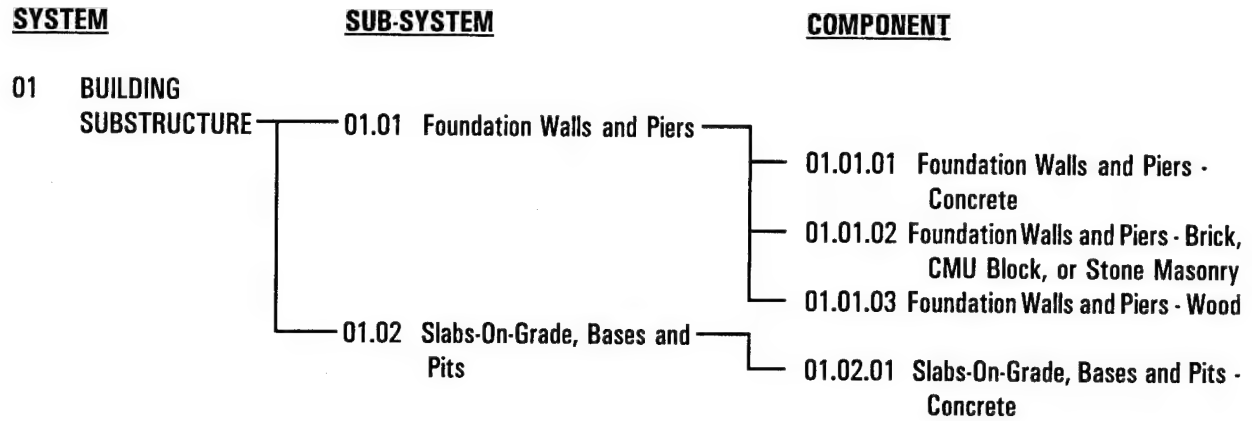 SYSTEM SUB-SYSTEM COMPONENT
01 BUILDING
SUBSTRUCTURE 01.01 Foundation Walls and Piers
01.01.01 Foundation Walls and Piers -
Concrete
01.01.02 Foundation Walls and Piers - Brick,
CMU Block, or Stone Masonry
01.01.03 Foundation Walls and Piers - Wood
01.02 Slabs-On-Grade, Bases and
Pits
01.02.01 Slabs-On-Grade, Bases and Pits -
Concrete